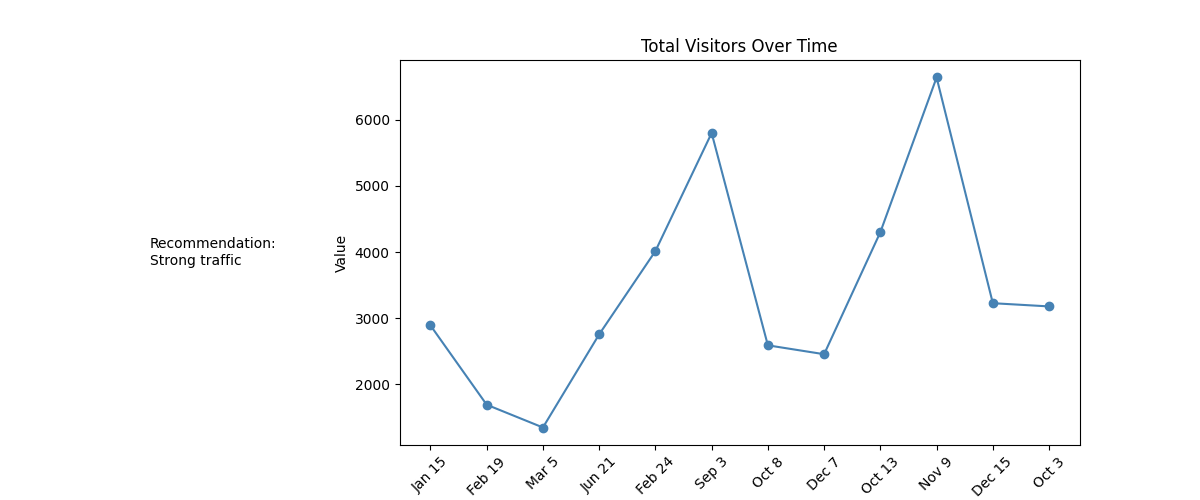 Total Visitors Over Time
Recommendation:
Strong traffic
Value
6000
5000
4000
3000
2000
Jan 15
Feb 19
Mar 5
Jun 21
Feb 24
Sep 3
Oct 8
Dec 7
Oct 13
Nov 9
Dec 15
Oct 3